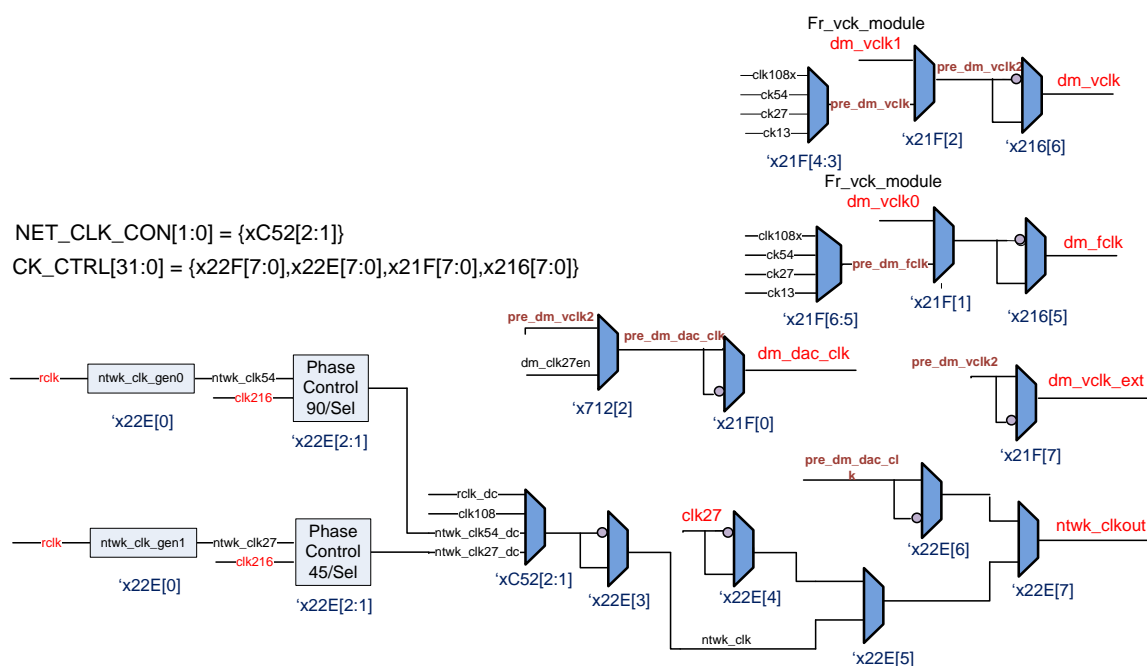 Fr_vck_module
dm_vclk1
clk108x
ck54
ck27
ck13
pre_dm_vclk
pre_dm_vclk2
dm_vclk
‘x21F[4:3]
‘x21F[2]
‘x216[6]
Fr_vck_module
dm_vclk0
clk108x
ck54
ck27
ck13
pre_dm_fclk
dm_fclk
‘x21F[6:5]
‘x21F[1]
‘x216[5]
NET_CLK_CON[1:0] = {xC52[2:1]}
CK_CTRL[31:0] = {x22F[7:0],x22E[7:0],x21F[7:0],x216[7:0]}
pre_dm_vclk2
dm_clk27en
pre_dm_dac_clk
dm_dac_clk
‘x712[2]
‘x21F[0]
pre_dm_vclk2
dm_vclk_ext
‘x21F[7]
rclk
ntwk_clk_gen0
ntwk_clk54
clk216
Phase
Control
90/Sel
‘x22E[0]
‘x22E[2:1]
rclk
ntwk_clk_gen1
ntwk_clk27
clk216
Phase
Control
45/Sel
‘x22E[0]
‘x22E[2:1]
rclk_dc
clk108
ntwk_clk54_dc
ntwk_clk27_dc
‘xC52[2:1]
‘x22E[3]
clk27
‘x22E[4]
ntwk_clk
‘x22E[5]
pre_dm_dac_cl
k
‘x22E[6]
ntwk_clkout
‘x22E[7]